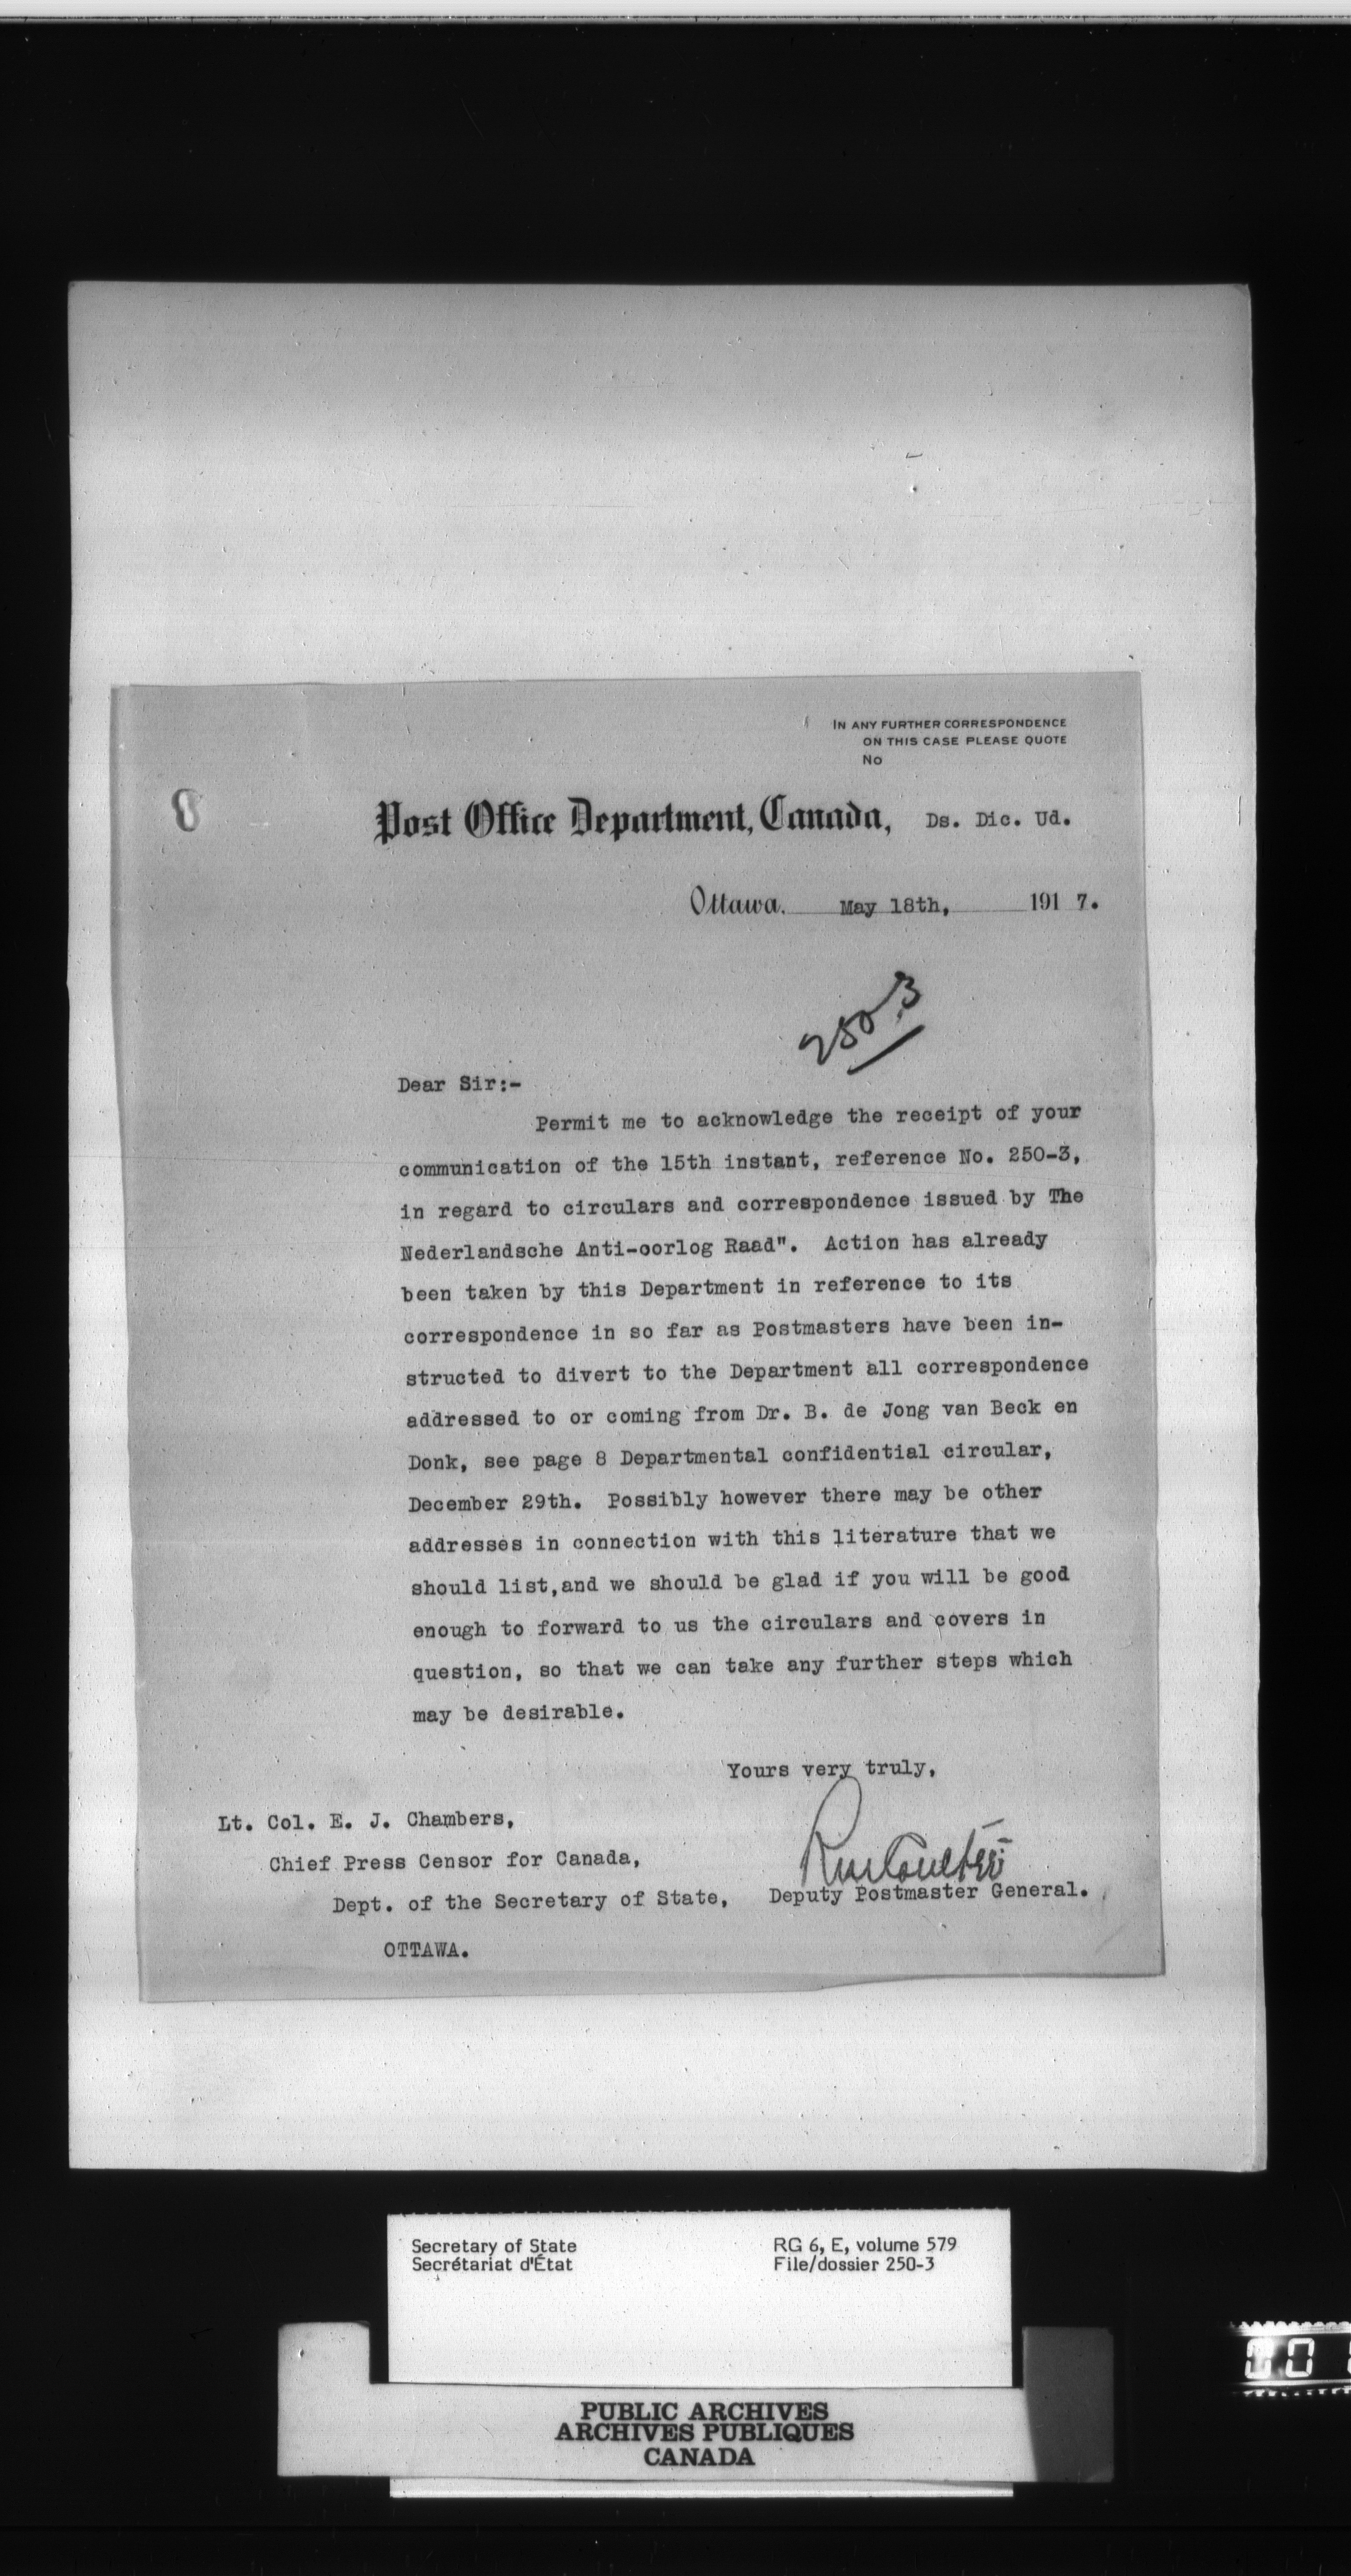 IN ANY FURTHER CORRESPONDENCE
ON THIS CASE PLEASE QUOTE
No
8
Post Office Department, Canada, Ds. Dic. Ud.
Ottawa. May 18th, 191 7.
250-3
Dear Sir:-
Permit me to acknowledge the receipt of your
communication of the 15th instant, reference No. 250-3,
in regard to circulars and correspondence issued by The
Nederlandsche Anti-oorlog Raad". Action has already
been taken by this Department in reference to its
correspondence in so far as Postmasters have been in-
structed to divert to the Department all correspondence
addressed to or coming from Dr. B. de Jong van Beck en
Donk, see page 8 Departmental confidential circular,
December 29th. Possibly however there may be other
addresses in connection with this literature that we
should list,and we should be glad if you will be good
enough to forward to us the circulars and covers in
question, so that we can take any further steps which
may be desirable.
Yours very truly,
Lt. Col. E. J. Chambers,
Chief Press Censor for Canada,
Dept. of the Secretary of State, Deputy Postmaster General.
OTTAWA.
Secretary of State RG 6, E, volume 579
Secrétariat d'État File/dossier 250-3
PUBLIC ARCHIVES
ARCHIVES PUBLIQUES
CANADA